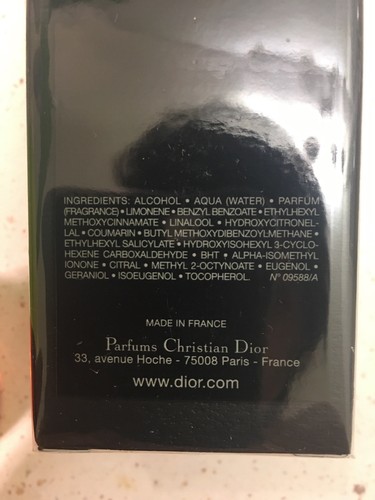 INGREDIENTS: ALCOHOL • AQUA (WATER) • PARFUM
(FRAGRANCE) • LIMONENE • BENZYL BENZOATE • ETHYLHEXYL
METHOXYCINNAMATE • LINALOOL • HYDROXYCITRONEL-
LAL • COUMARIN • BUTYL METHOXYDIBENZOYLMETHANE •
ETHYLHEXYL SALICYLATE • HYDROXYISOHEXYL 3-CYCLO-
HEXENE CARBOXALDEHYDE • BHT • ALPHA-ISOMETHYL
IONONE • CITRAL • METHYL 2-OCTYNOATE • EUGENOL •
GERANIOL • ISOEUGENOL • TOCOPHEROL. N° 09588/A
MADE IN FRANCE
Parfums Christian Dior
33, avenue Hoche - 75008 Paris - France
www.dior.com